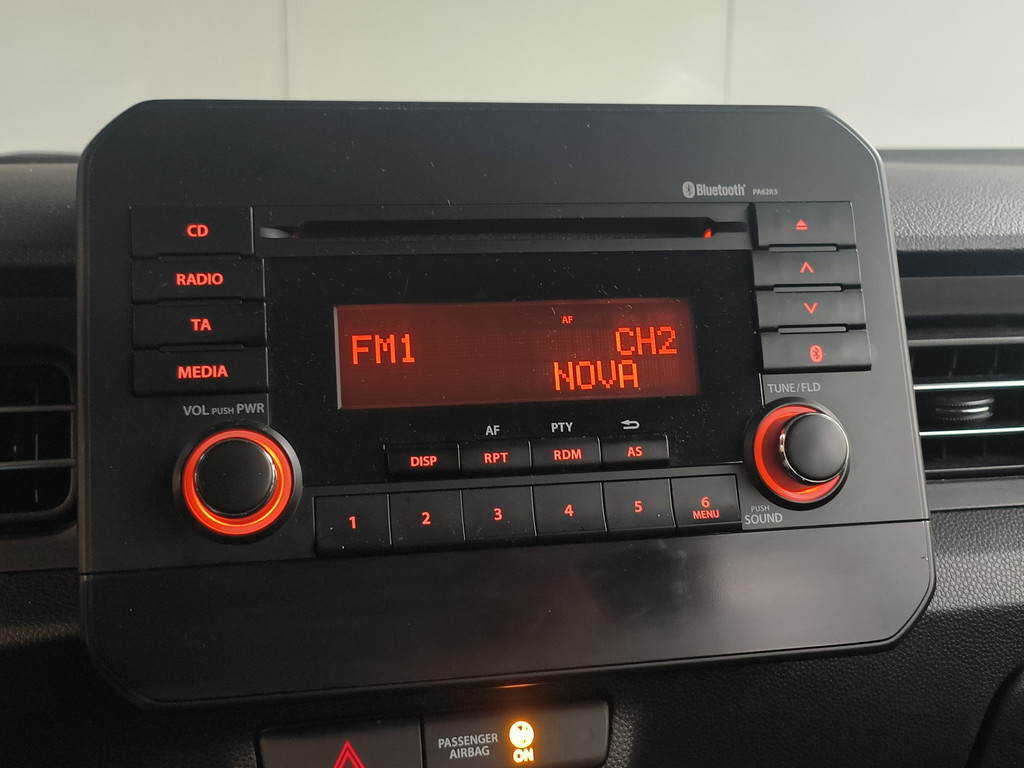 Bluetooth® PA62R5
CD
RADIO
TA
MEDIA
AF
FM1
CH2
NOVA
VOL PUSH PWR
TUNE/FLD
AF PTY
DISP RPT RDM AS
1 2 3 4 5 6
MENU
PUSH
SOUND
PASSENGER
AIRBAG
ON